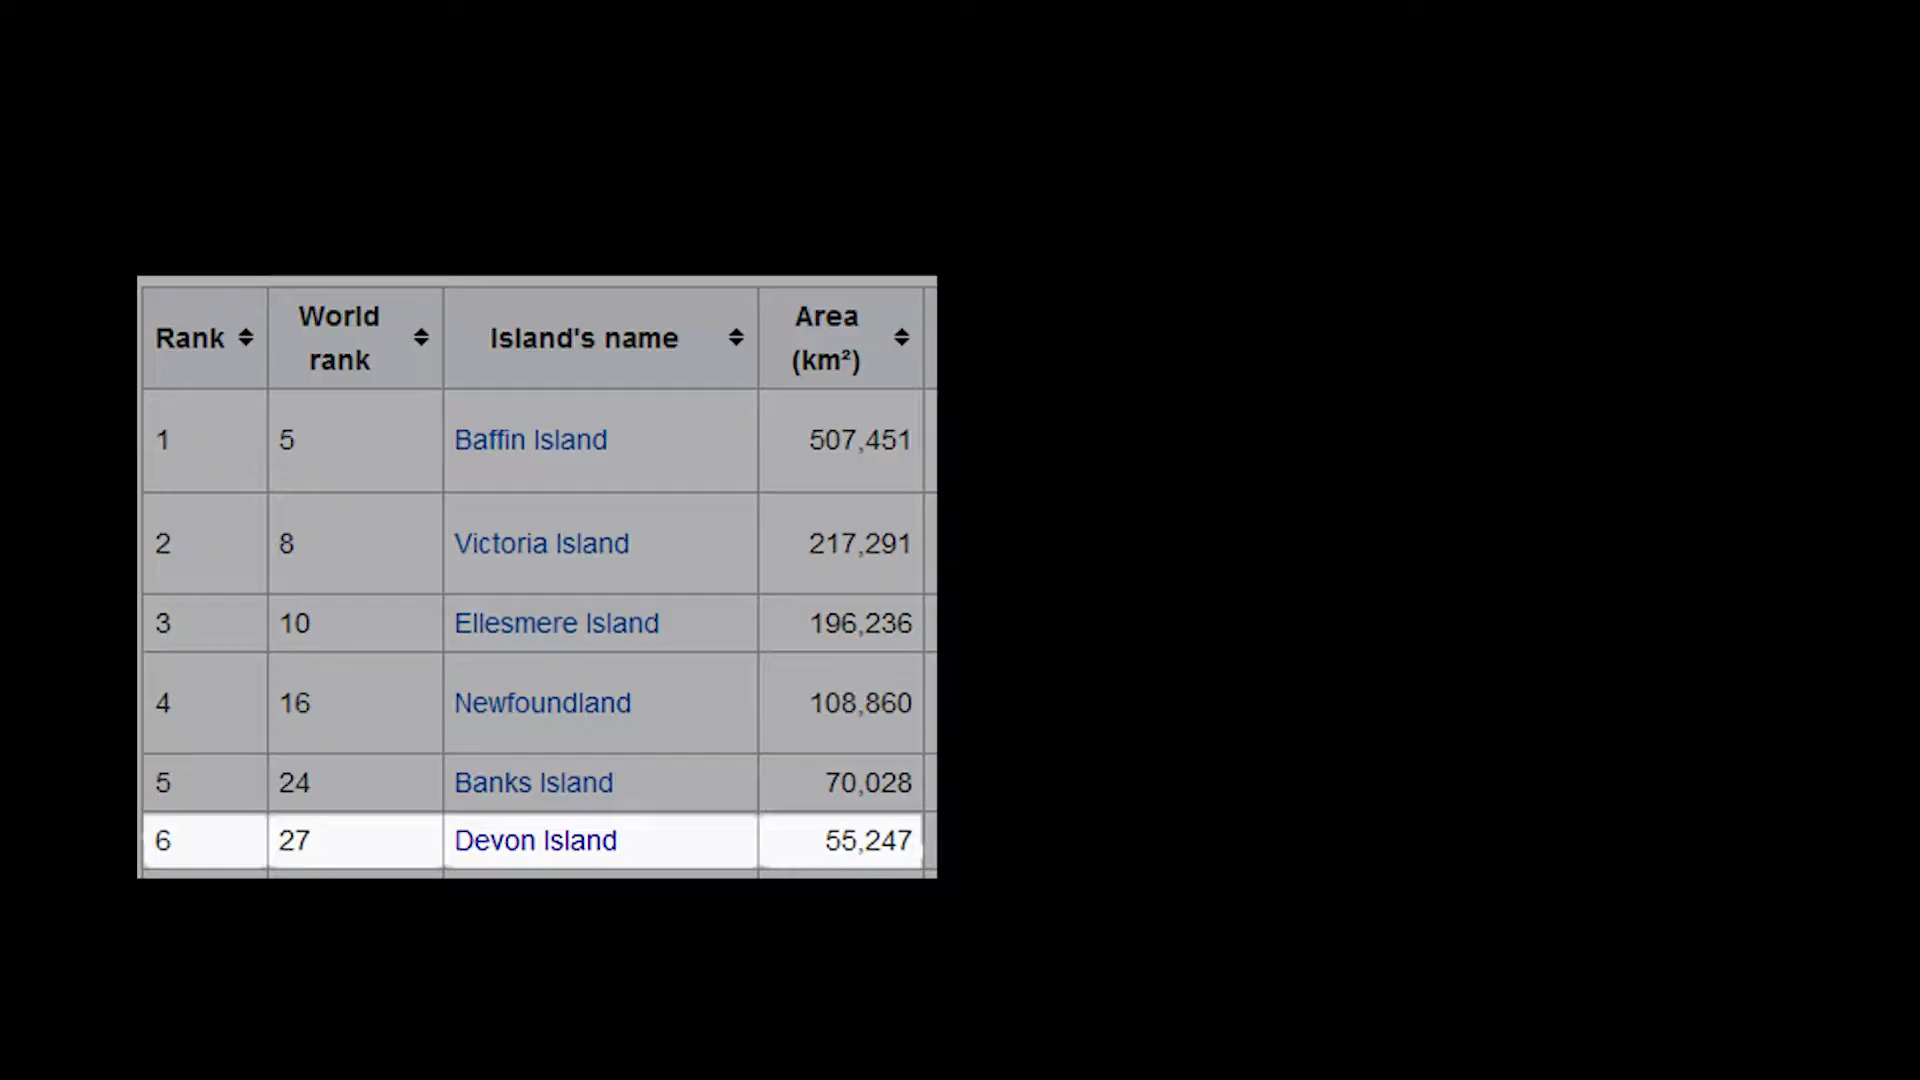 Rank World rank Island's name Area (km²)
1 5 Baffin Island 507,451
2 8 Victoria Island 217,291
3 10 Ellesmere Island 196,236
4 16 Newfoundland 108,860
5 24 Banks Island 70,028
6 27 Devon Island 55,247